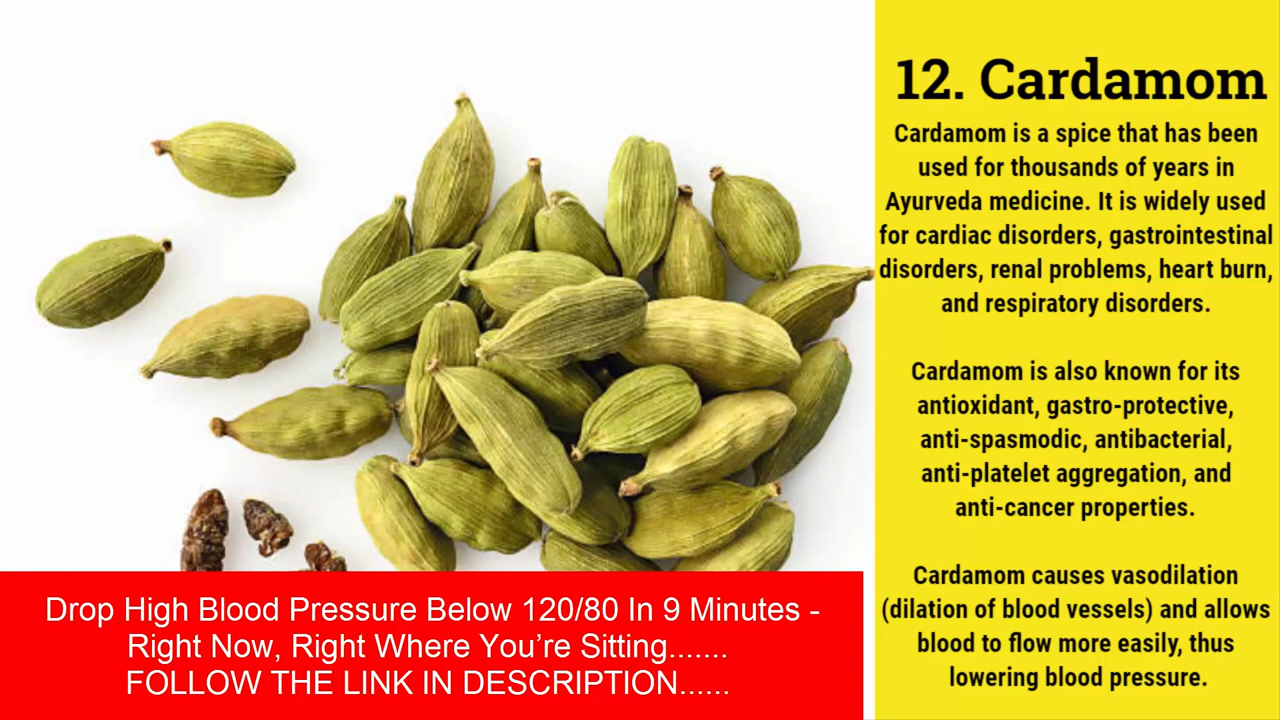 12. Cardamom
Cardamom is a spice that has been
used for thousands of years in
Ayurveda medicine. It is widely used
for cardiac disorders, gastrointestinal
disorders, renal problems, heart burn,
and respiratory disorders.
Cardamom is also known for its
antioxidant, gastro-protective,
anti-spasmodic, antibacterial,
anti-platelet aggregation, and
anti-cancer properties.
Cardamom causes vasodilation
(dilation of blood vessels) and allows
blood to flow more easily, thus
lowering blood pressure.
Drop High Blood Pressure Below 120/80 In 9 Minutes -
Right Now, Right Where You’re Sitting.......
FOLLOW THE LINK IN DESCRIPTION......